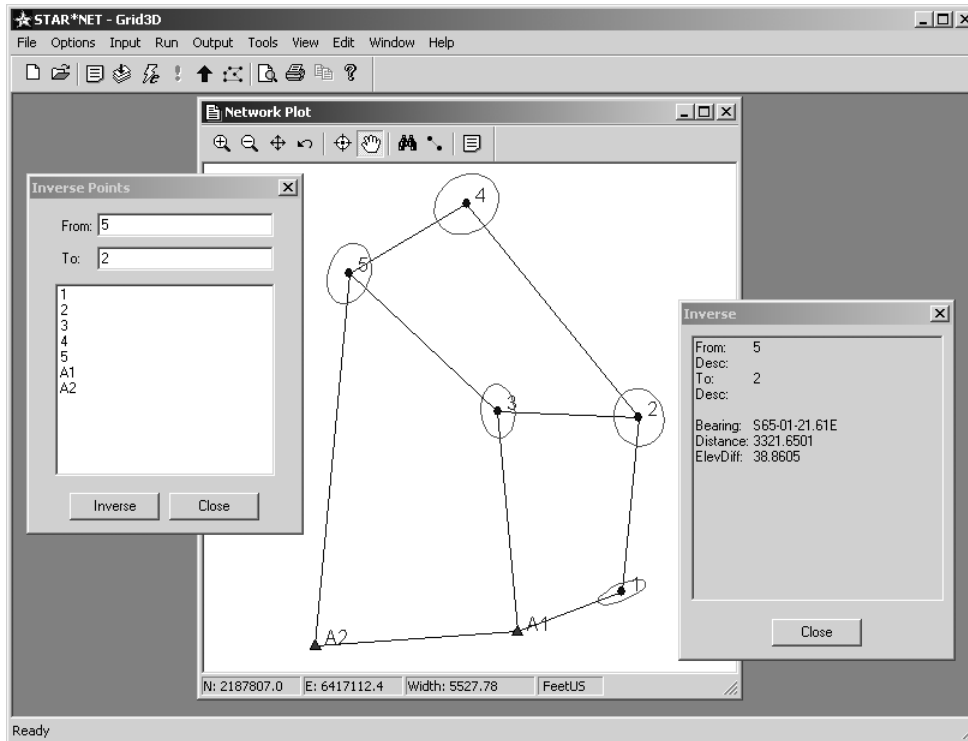 STAR*NET - Grid3D
File Options Input Run Output Tools View Edit Window Help
Network Plot
Inverse Points
From: 5
To: 2
1
2
3
4
5
A1
A2
Inverse Close
4
5
3
2
1
A1
A2
Inverse
From: 5
Desc:
To: 2
Desc:
Bearing: S65-01-21.61E
Distance: 3321.6501
ElevDiff: 38.8605
Close
N: 2187807.0 E: 6417112.4 Width: 5527.78 FeetUS
Ready